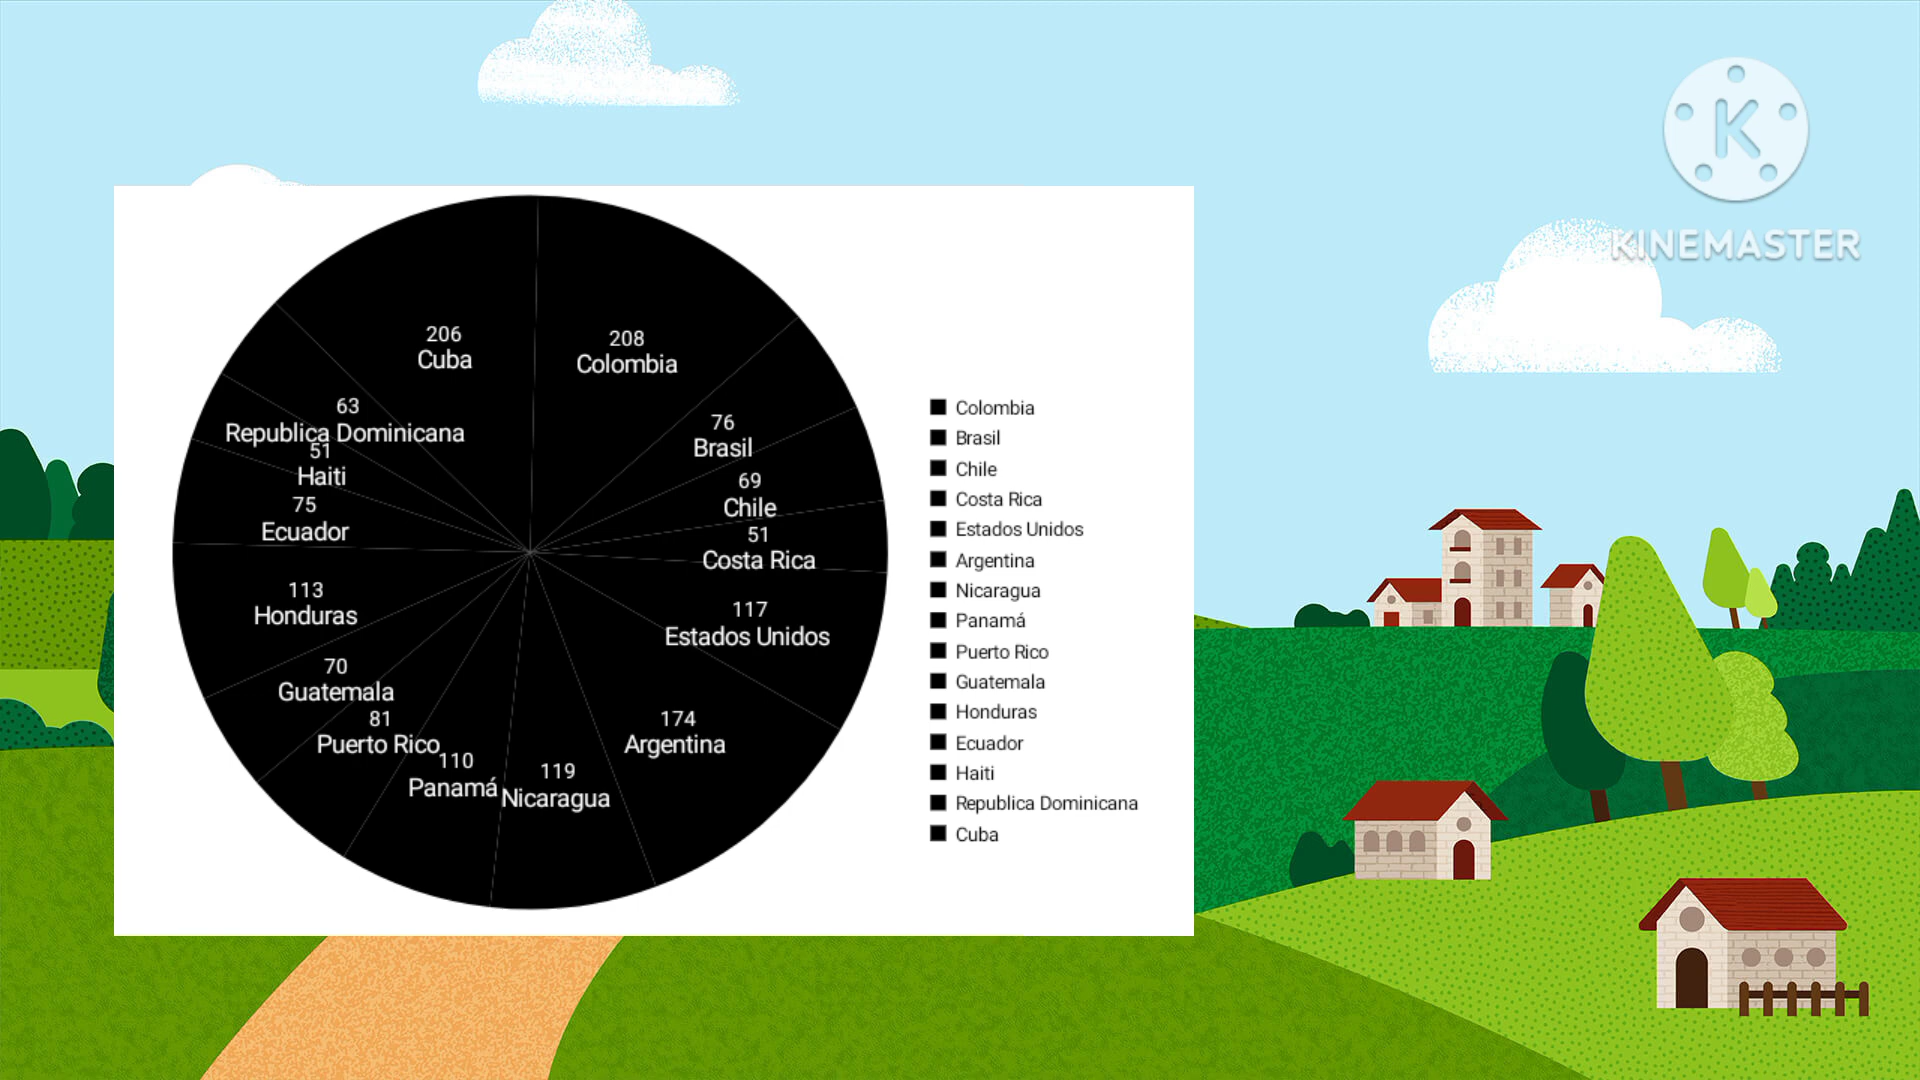 K
KINEMASTER
206
Cuba
208
Colombia
63
Republica Dominicana
76
Brasil
51
Haiti
69
Chile
75
Ecuador
51
Costa Rica
113
Honduras
117
Estados Unidos
70
Guatemala
81
Puerto Rico
174
Argentina
110
Panamá
119
Nicaragua
Colombia
Brasil
Chile
Costa Rica
Estados Unidos
Argentina
Nicaragua
Panamá
Puerto Rico
Guatemala
Honduras
Ecuador
Haiti
Republica Dominicana
Cuba